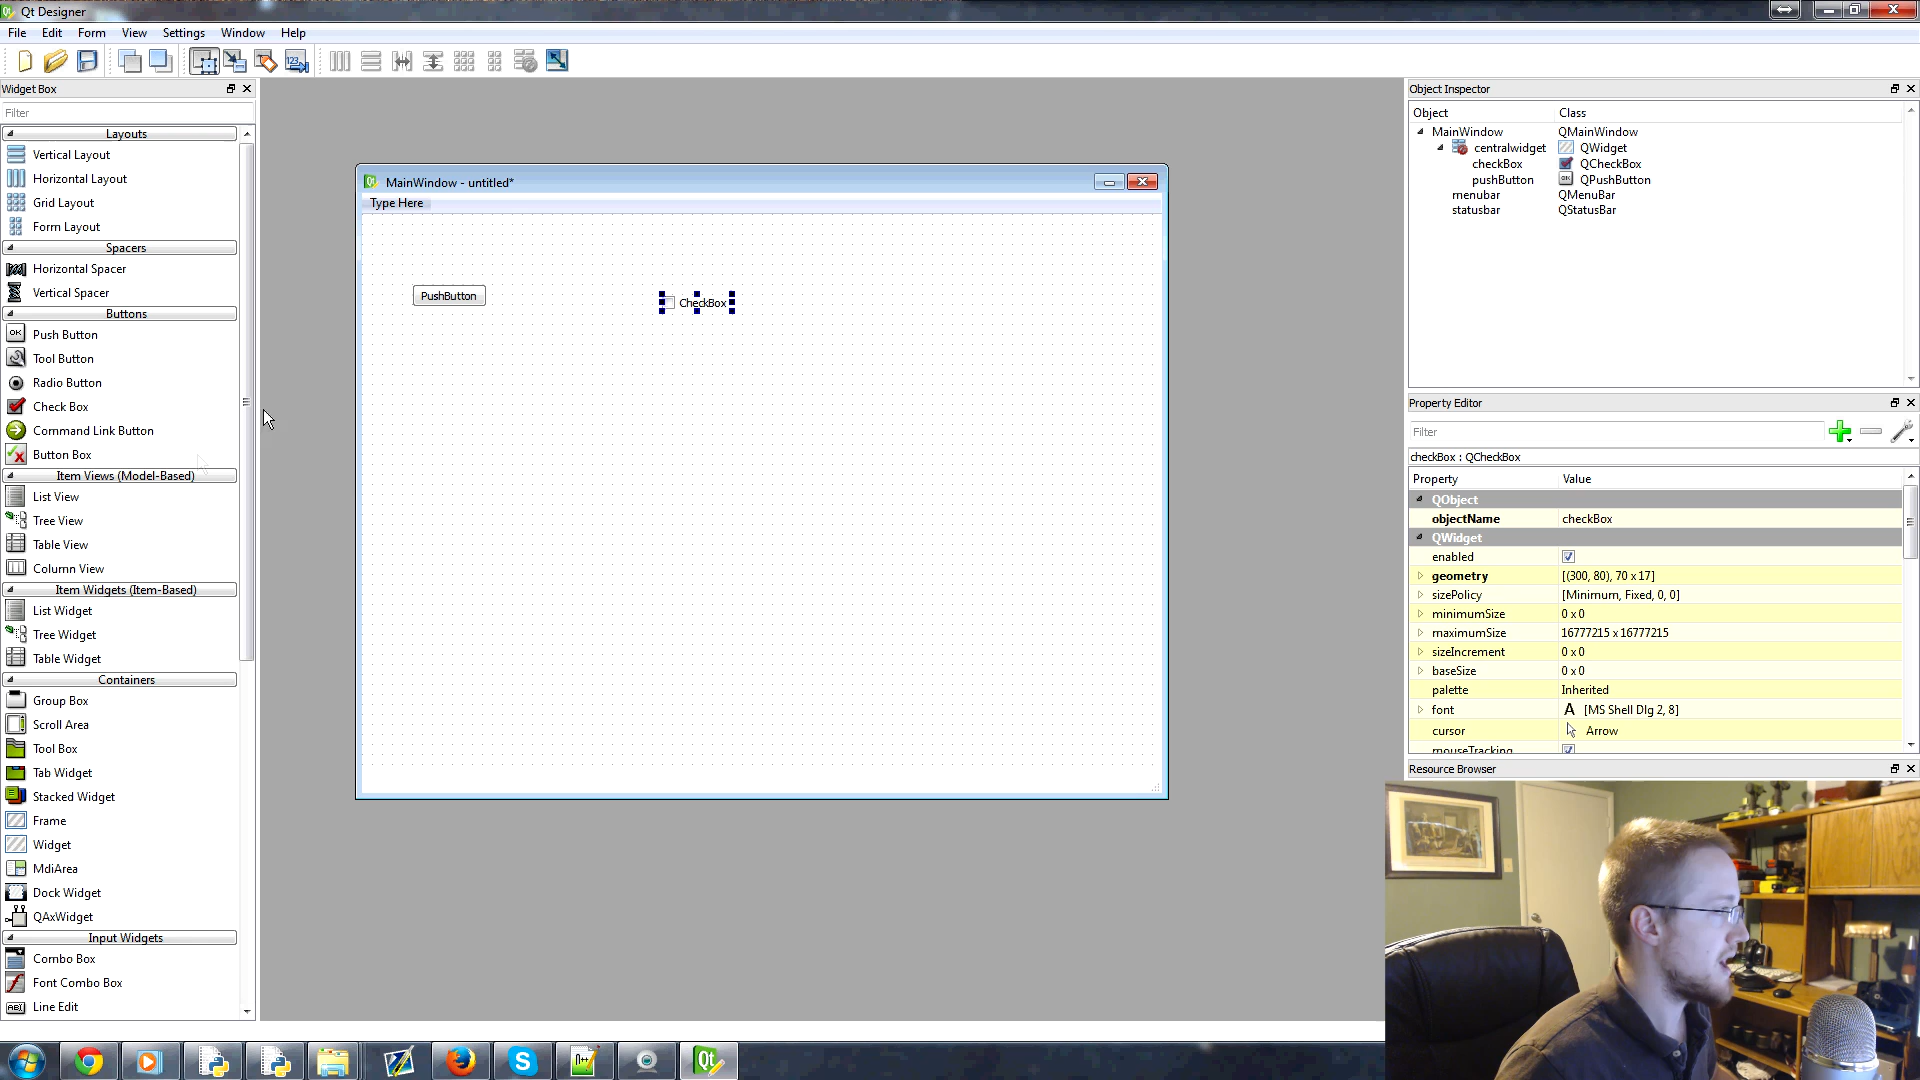 Qt Designer
File Edit Form View Settings Window Help
Widget Box
Filter
Layouts
Vertical Layout
Horizontal Layout
Grid Layout
Form Layout
Spacers
Horizontal Spacer
Vertical Spacer
Buttons
Push Button
Tool Button
Radio Button
Check Box
Command Link Button
Button Box
Item Views (Model-Based)
List View
Tree View
Table View
Column View
Item Widgets (Item-Based)
List Widget
Tree Widget
Table Widget
Containers
Group Box
Scroll Area
Tool Box
Tab Widget
Stacked Widget
Frame
Widget
MdiArea
Dock Widget
QAxWidget
Input Widgets
Combo Box
Font Combo Box
Line Edit
MainWindow - untitled*
Type Here
PushButton
CheckBox
Object Inspector
Object Class
MainWindow QMainWindow
centralwidget QWidget
checkBox QCheckBox
pushButton QPushButton
menubar QMenuBar
statusbar QStatusBar
Property Editor
Filter
checkBox : QCheckBox
Property Value
QObject
objectName checkBox
QWidget
enabled
geometry [(300, 80), 70 x 17]
sizePolicy [Minimum, Fixed, 0, 0]
minimumSize 0 x 0
maximumSize 16777215 x 16777215
sizeIncrement 0 x 0
baseSize 0 x 0
palette Inherited
font A [MS Shell Dlg 2, 8]
cursor Arrow
mouseTracking
Resource Browser